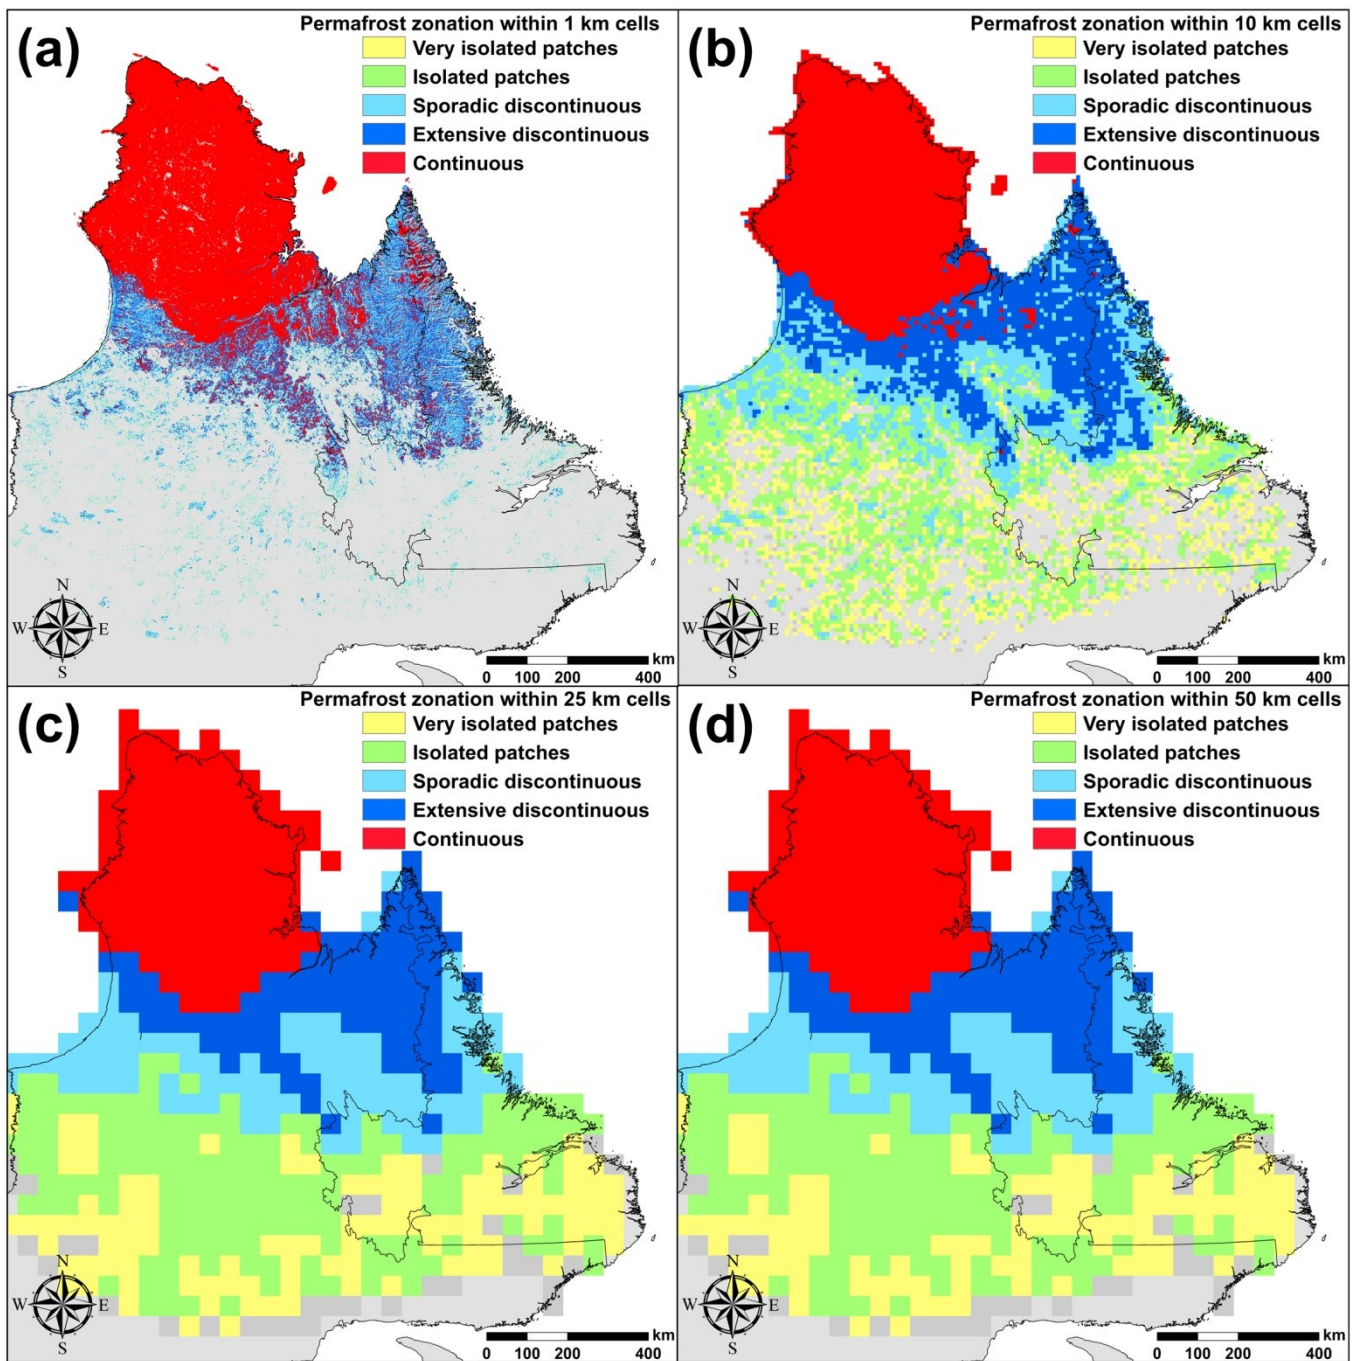 (a)
Permafrost zonation within 1 km cells
Very isolated patches
Isolated patches
Sporadic discontinuous
Extensive discontinuous
Continuous
N
W E
S
km
0 100 200 400
(b)
Permafrost zonation within 10 km cells
Very isolated patches
Isolated patches
Sporadic discontinuous
Extensive discontinuous
Continuous
N
W E
S
km
0 100 200 400
(c)
Permafrost zonation within 25 km cells
Very isolated patches
Isolated patches
Sporadic discontinuous
Extensive discontinuous
Continuous
N
W E
S
km
0 100 200 400
(d)
Permafrost zonation within 50 km cells
Very isolated patches
Isolated patches
Sporadic discontinuous
Extensive discontinuous
Continuous
N
W E
S
km
0 100 200 400